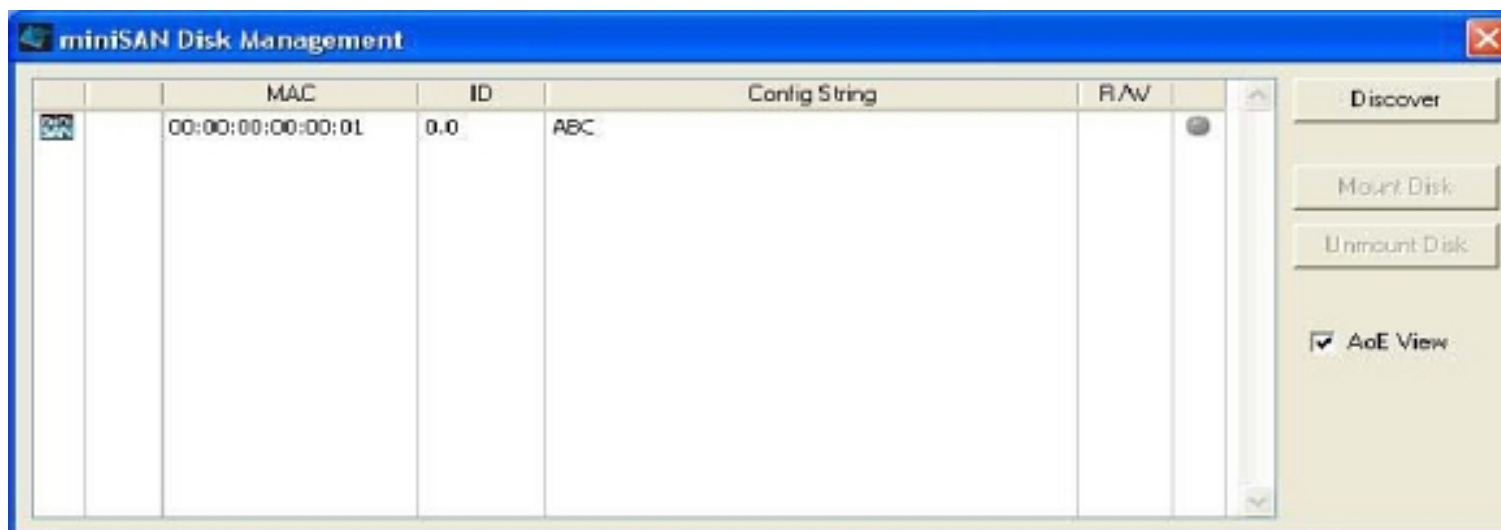 miniSAN Disk Management
MAC ID Config String R/W
00:00:00:00:00:01 0.0 ABC
Discover
Mount Disk
Unmount Disk
AoE View